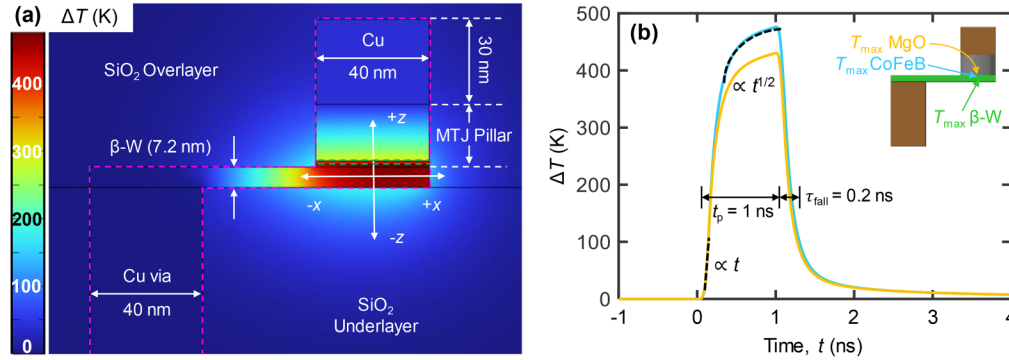 (a) ΔT (K)
400
300
200
100
0
SiO2 Overlayer
Cu
40 nm
30 nm
MTJ Pillar
β-W (7.2 nm)
+z
-x
+x
-z
Cu via
40 nm
SiO2
Underlayer
(b)
ΔT (K)
500
400
300
200
100
0
-1
0
1
2
3
4
Time, t (ns)
∝ t1/2
∝ t
tp = 1 ns
τfall = 0.2 ns
Tmax MgO
Tmax CoFeB
Tmax β-W